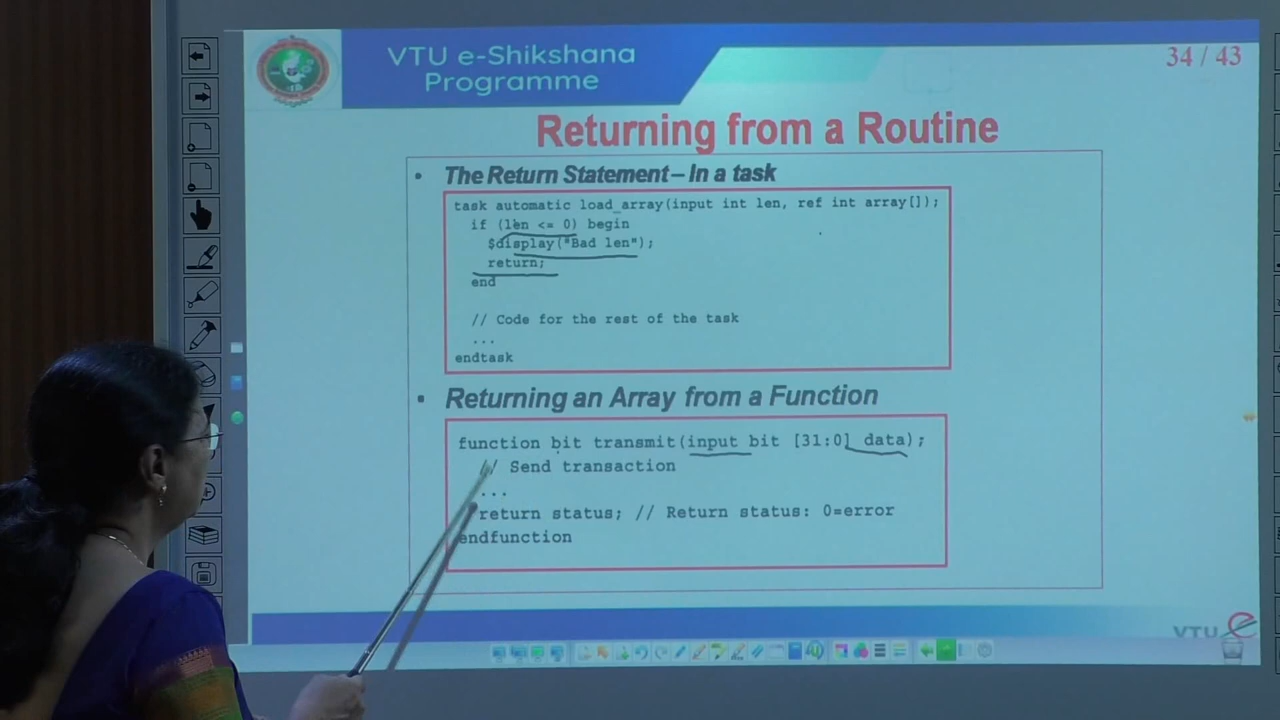 VTU e-Shikshana
Programme
34 / 43
Returning from a Routine
• The Return Statement – In a task
task automatic load_array(input int len, ref int array[]);
if (len <= 0) begin
$display("Bad len");
return;
end
// Code for the rest of the task
...
endtask
• Returning an Array from a Function
function bit transmit(input bit [31:0] data);
// Send transaction
...
return status; // Return status: 0=error
endfunction
VTU e